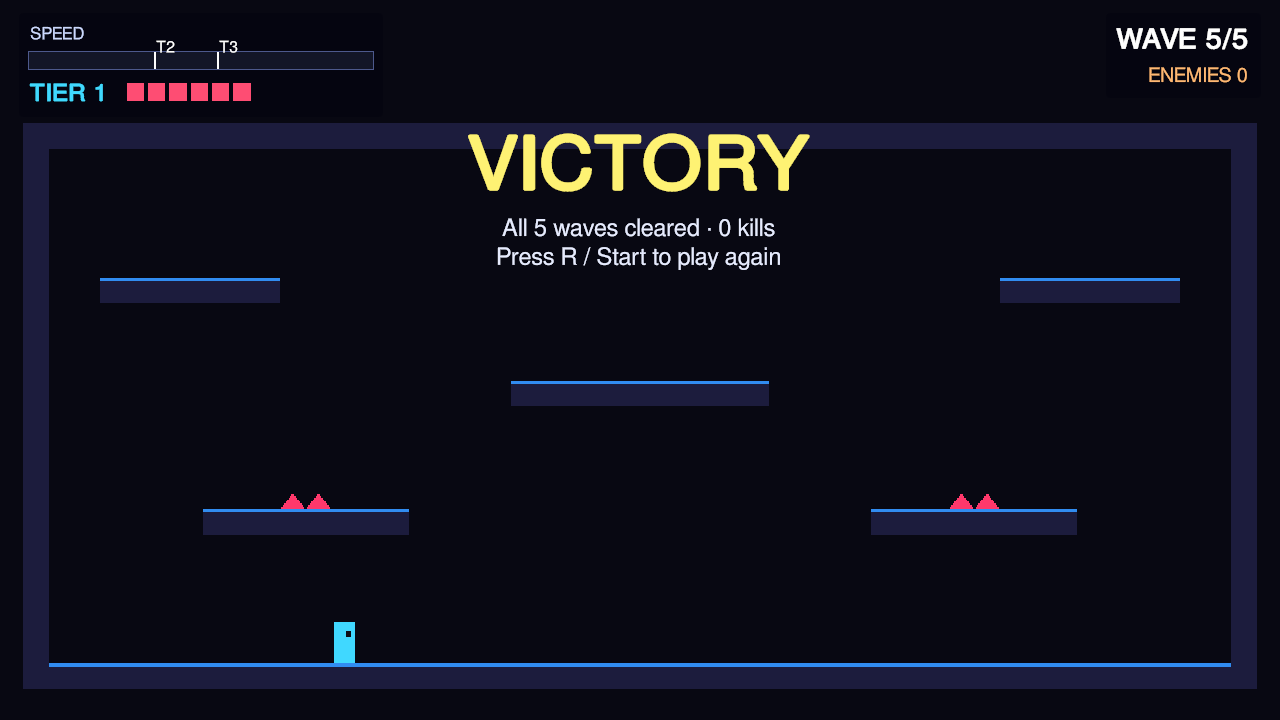 SPEED
T2 T3
TIER 1
WAVE 5/5
ENEMIES 0
VICTORY
All 5 waves cleared · 0 kills
Press R / Start to play again